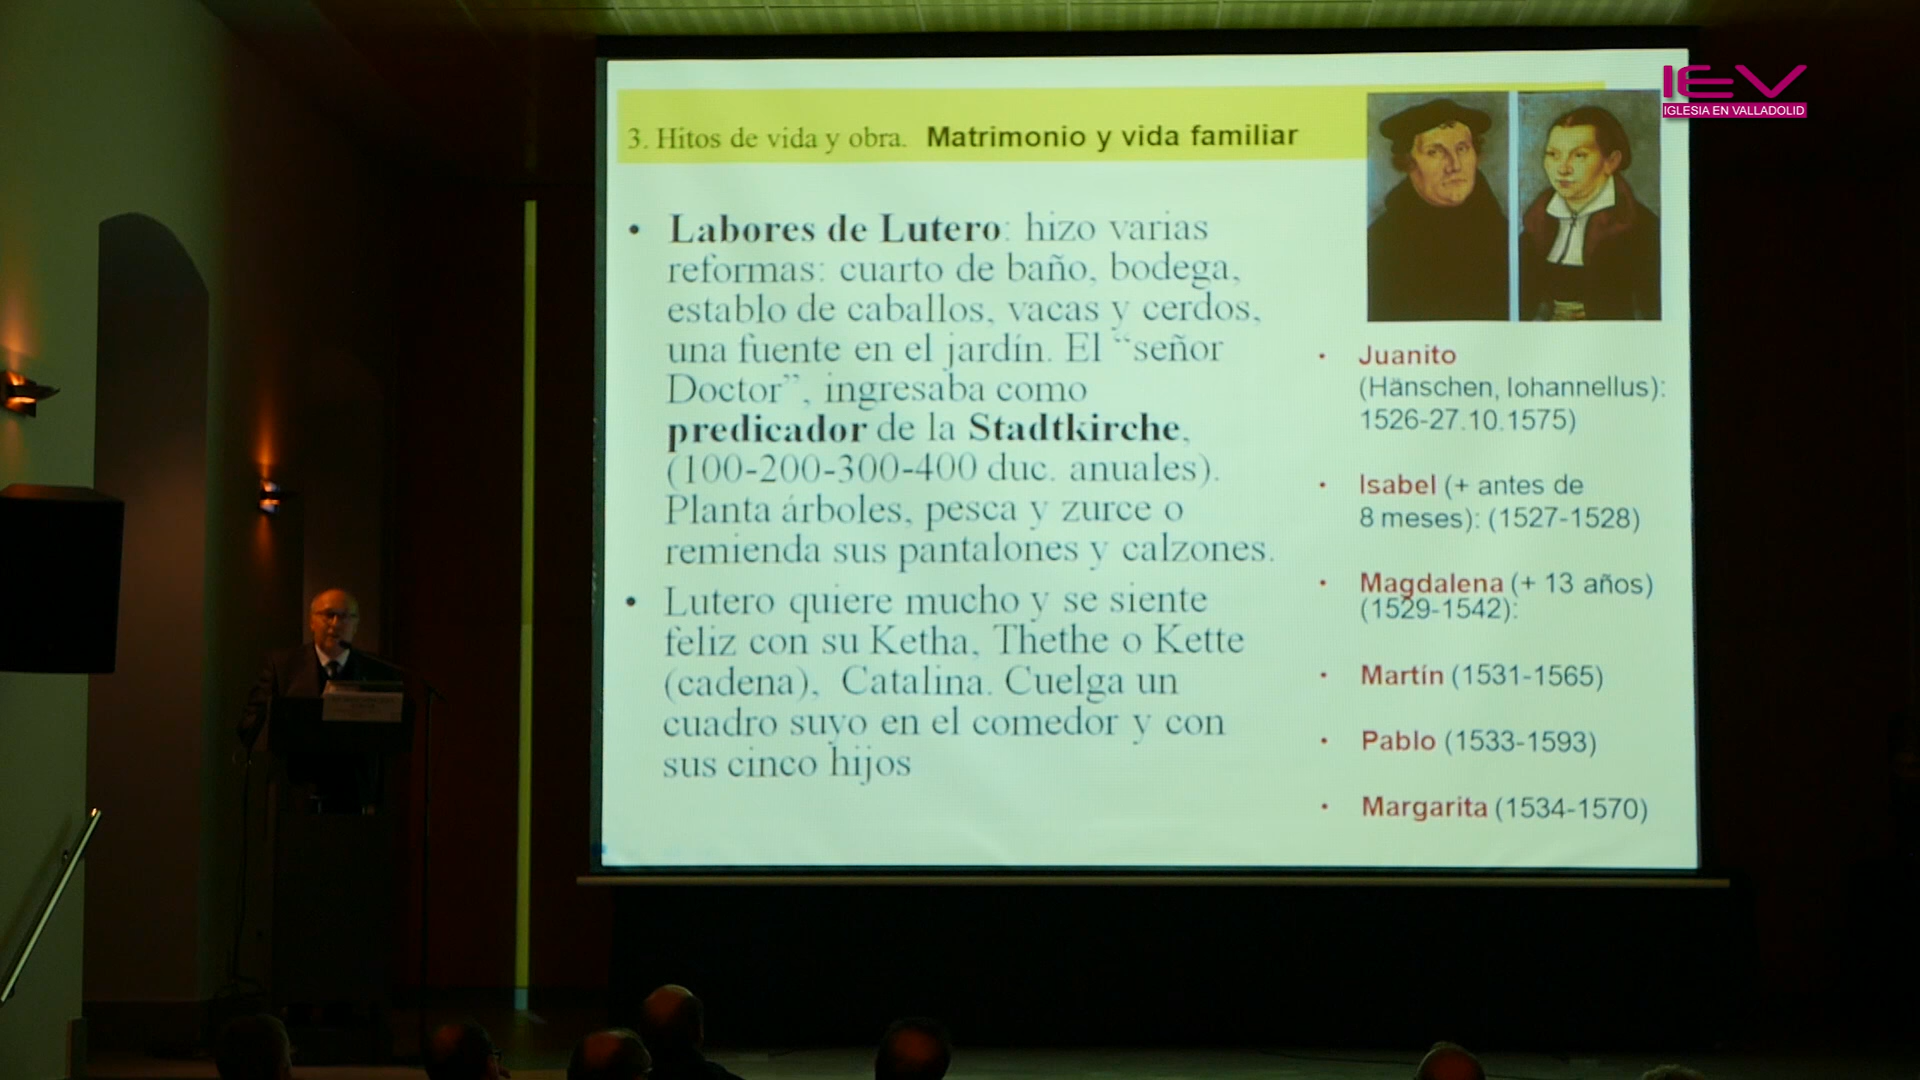 IEV
IGLESIA EN VALLADOLID
3. Hitos de vida y obra. Matrimonio y vida familiar
• Labores de Lutero: hizo varias
reformas: cuarto de baño, bodega,
establo de caballos, vacas y cerdos,
una fuente en el jardín. El “señor
Doctor”, ingresaba como
predicador de la Stadtkirche,
(100-200-300-400 duc. anuales).
Planta árboles, pesca y zurce o
remienda sus pantalones y calzones.
• Lutero quiere mucho y se siente
feliz con su Ketha, Thethe o Kette
(cadena), Catalina. Cuelga un
cuadro suyo en el comedor y con
sus cinco hijos
• Juanito
(Hänschen, Iohannellus):
1526-27.10.1575)
• Isabel (+ antes de
8 meses): (1527-1528)
• Magdalena (+ 13 años)
(1529-1542):
• Martín (1531-1565)
• Pablo (1533-1593)
• Margarita (1534-1570)